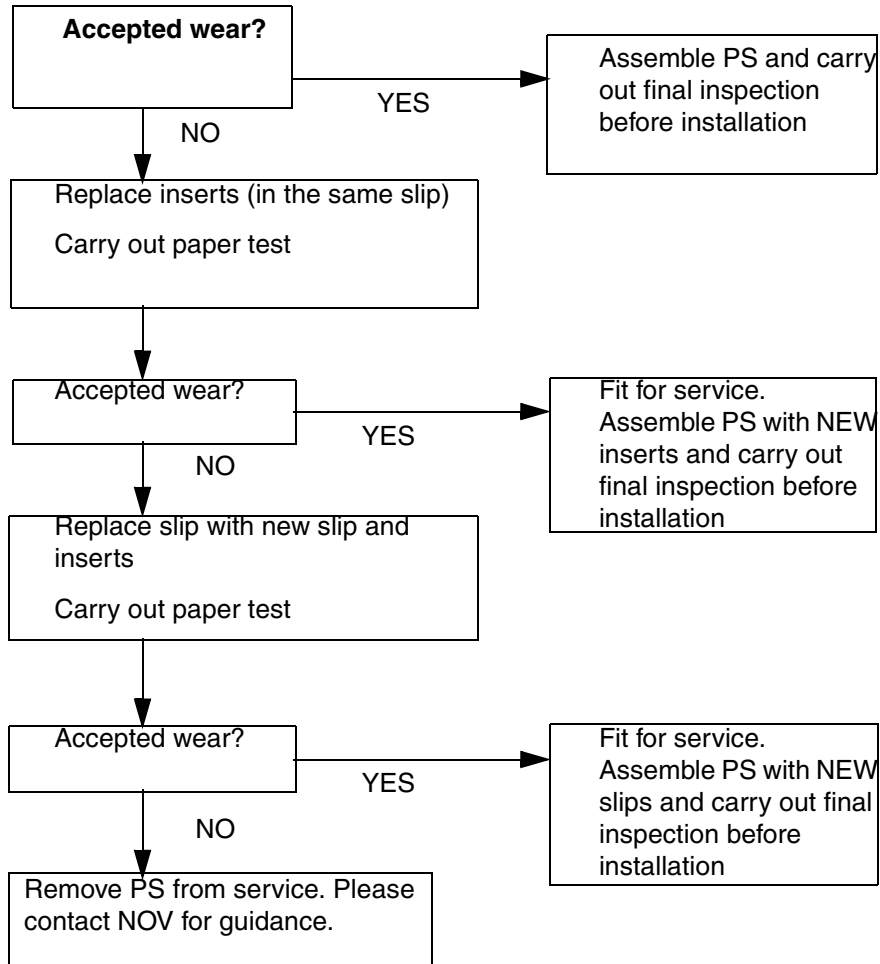 Accepted wear?
YES
Assemble PS and carry
out final inspection
before installation
NO
Replace inserts (in the same slip)
Carry out paper test
Accepted wear?
YES
Fit for service.
Assemble PS with NEW
inserts and carry out
final inspection before
installation
NO
Replace slip with new slip and
inserts
Carry out paper test
Accepted wear?
YES
Fit for service.
Assemble PS with NEW
slips and carry out final
inspection before
installation
NO
Remove PS from service. Please
contact NOV for guidance.